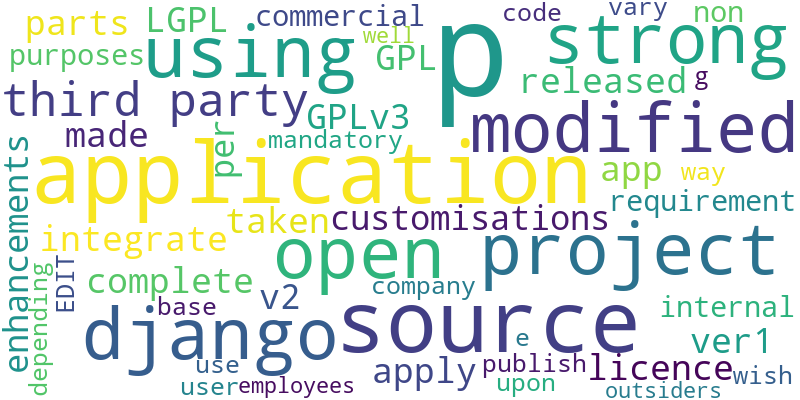 parts LGPL commercial code vary non
purposes using well GPL p strong
third party GPLv3 released g
made per mandatory modified
application app way
enhancements taken customisations requirement
integrate open project
depending EDIT complete v2 company internal
base django source e ver1
use apply publish licence wish
user employees upon outsiders